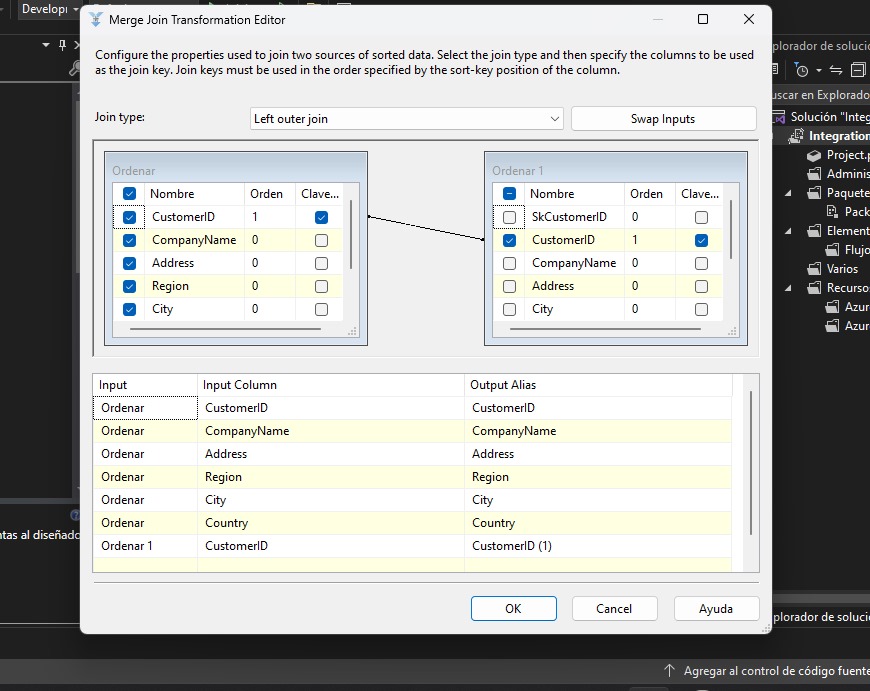 Developi
Merge Join Transformation Editor
Configure the properties used to join two sources of sorted data. Select the join type and then specify the columns to be used
as the join key. Join keys must be used in the order specified by the sort-key position of the column.
Join type:
Left outer join
Swap Inputs
Ordenar
Nombre Orden Clave...
CustomerID 1
CompanyName 0
Address 0
Region 0
City 0
Ordenar 1
Nombre Orden Clave...
SkCustomerID 0
CustomerID 1
CompanyName 0
Address 0
City 0
Input Input Column Output Alias
Ordenar CustomerID CustomerID
Ordenar CompanyName CompanyName
Ordenar Address Address
Ordenar Region Region
Ordenar City City
Ordenar Country Country
Ordenar 1 CustomerID CustomerID (1)
OK Cancel Ayuda
ntas al diseñado
plorador de soluci
uscar en Explorado
Solución "Integ
Integration
Project.p
Adminis
Paquete
Pack
Element
Flujo
Varios
Recursos
Azur
Azur
plorador de soluci
Agregar al control de código fuente